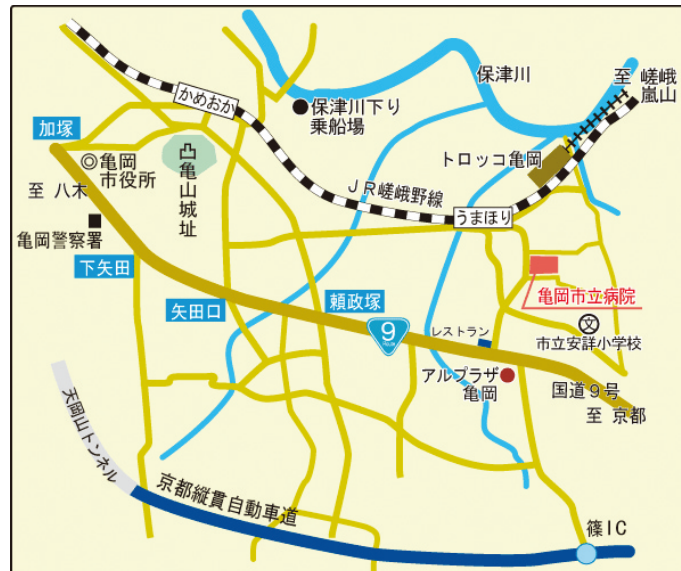 至 嵯峨
嵐山
保津川
かめおか
保津川下り
乗船場
加塚
亀岡
市役所
凸亀山城址
トロッコ亀岡
至 八木
JR嵯峨野線
うまほり
亀岡警察署
下矢田
亀岡市立病院
矢田口
頼政塚
9
レストラン
文
市立安詳小学校
アルプラザ
亀岡
国道9号
至 京都
天岡山トンネル
京都縦貫自動車道
篠IC